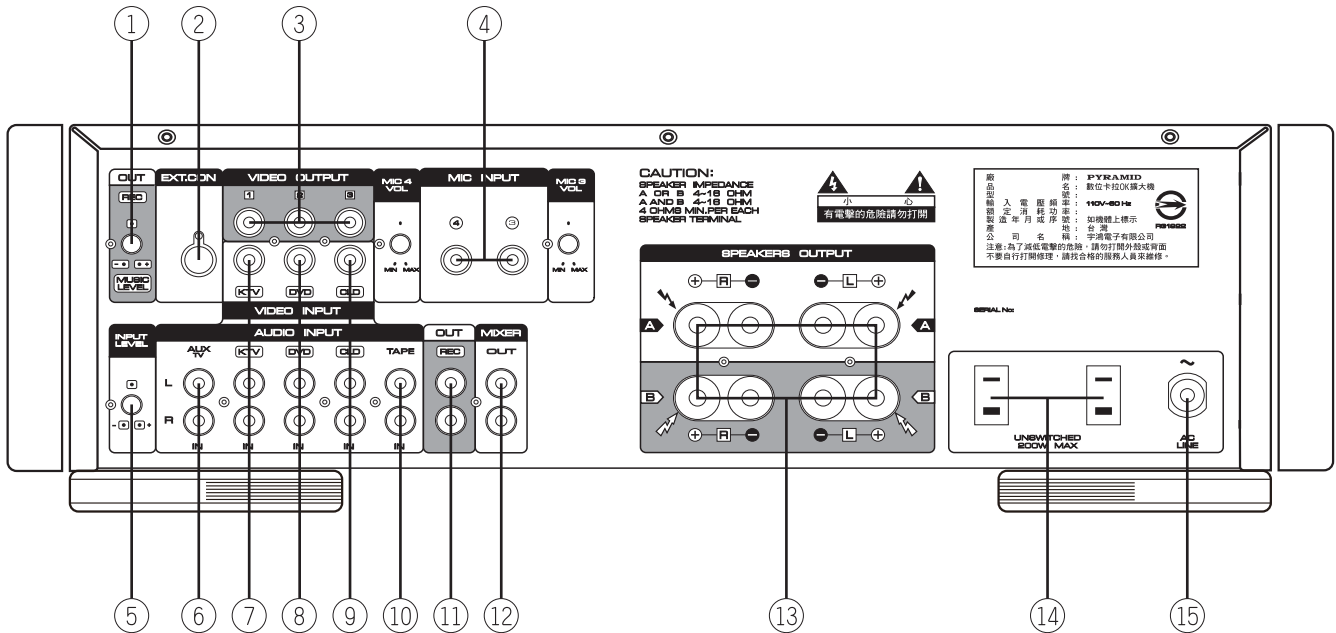 1 2 3 4
OUT
REC
MUSIC
LEVEL
EXT.CON
VIDEO OUTPUT
1 2 3
MIC 4
VOL
MIN MAX
MIC INPUT
4 3
MIC 3
VOL
MIN MAX
KTV DVD CLD
VIDEO INPUT
INPUT
LEVEL
- +
AUDIO INPUT
AUX
TV
KTV DVD CLD TAPE
L
R
IN IN IN IN IN
OUT
REC
MIXER
OUT
CAUTION:
SPEAKER IMPEDANCE
A OR B 4~16 OHM
A AND B 4~16 OHM
4 OHMS MIN.PER EACH
SPEAKER TERMINAL
小 心
有電擊的危險請勿打開
SPEAKERS OUTPUT
+ R - - L +
A A
B B
+ R - - L +
廠 牌: PYRAMID
品 名: 數位卡拉OK擴大機
型 號:
輸入電壓頻率: 110V~60 Hz
額定消耗功率:
製造年月或序號: 如機體上標示
產 地: 台灣
公 司 名 稱: 宇鴻電子有限公司
注意:為了減低電擊的危險,請勿打開外殼或背面
不要自行打開修理,請找合格的服務人員來維修。
SERIAL No:
UNSWITCHED
200W MAX
~
AC
LINE
5 6 7 8 9 10 11 12 13 14 15